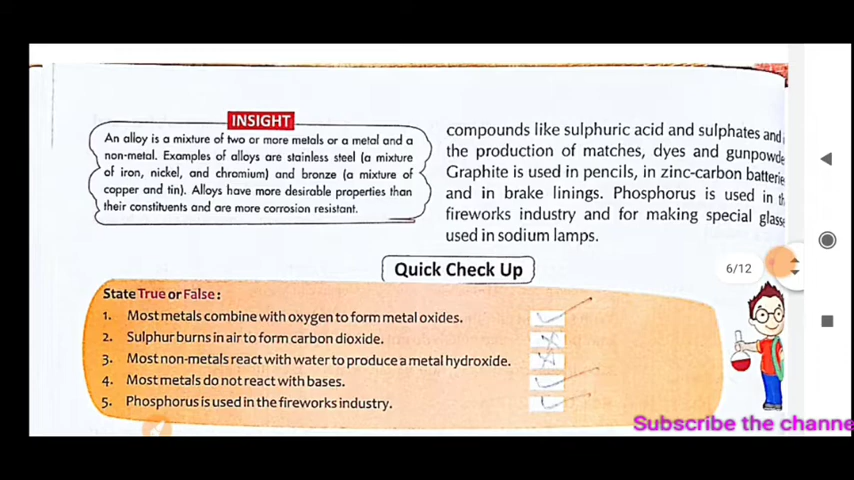 INSIGHT
An alloy is a mixture of two or more metals or a metal and a
non-metal. Examples of alloys are stainless steel (a mixture
of iron, nickel, and chromium) and bronze (a mixture of
copper and tin). Alloys have more desirable properties than
their constituents and are more corrosion resistant.
compounds like sulphuric acid and sulphates and i
the production of matches, dyes and gunpowde
Graphite is used in pencils, in zinc-carbon batterie
and in brake linings. Phosphorus is used in t
fireworks industry and for making special glasse
used in sodium lamps.
6/12
Quick Check Up
State True or False:
1. Most metals combine with oxygen to form metal oxides.
2. Sulphur burns in air to form carbon dioxide.
3. Most non-metals react with water to produce a metal hydroxide.
4. Most metals do not react with bases.
5. Phosphorus is used in the fireworks industry.
Subscribe the channe